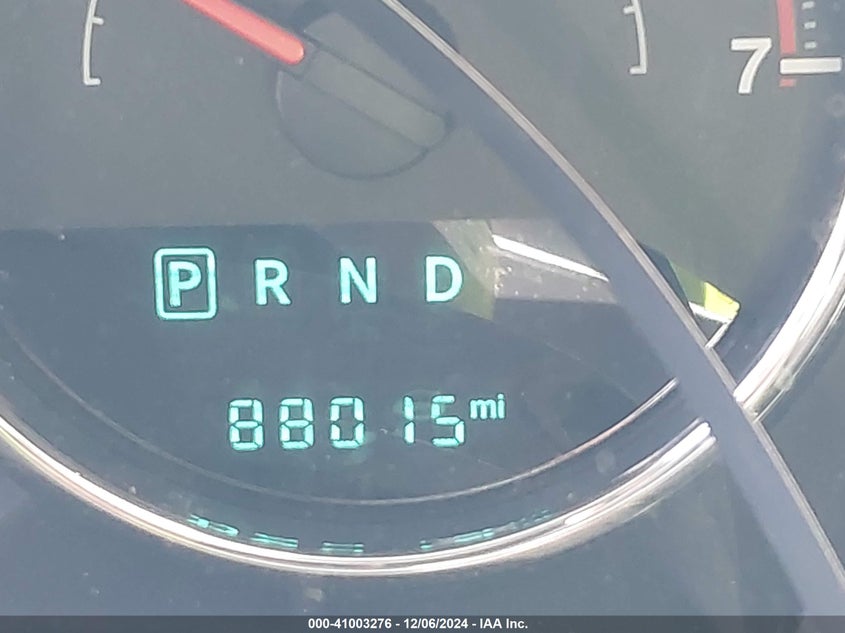 7
P R N D
88015 mi
000-41003276 - 12/06/2024 - IAA Inc.